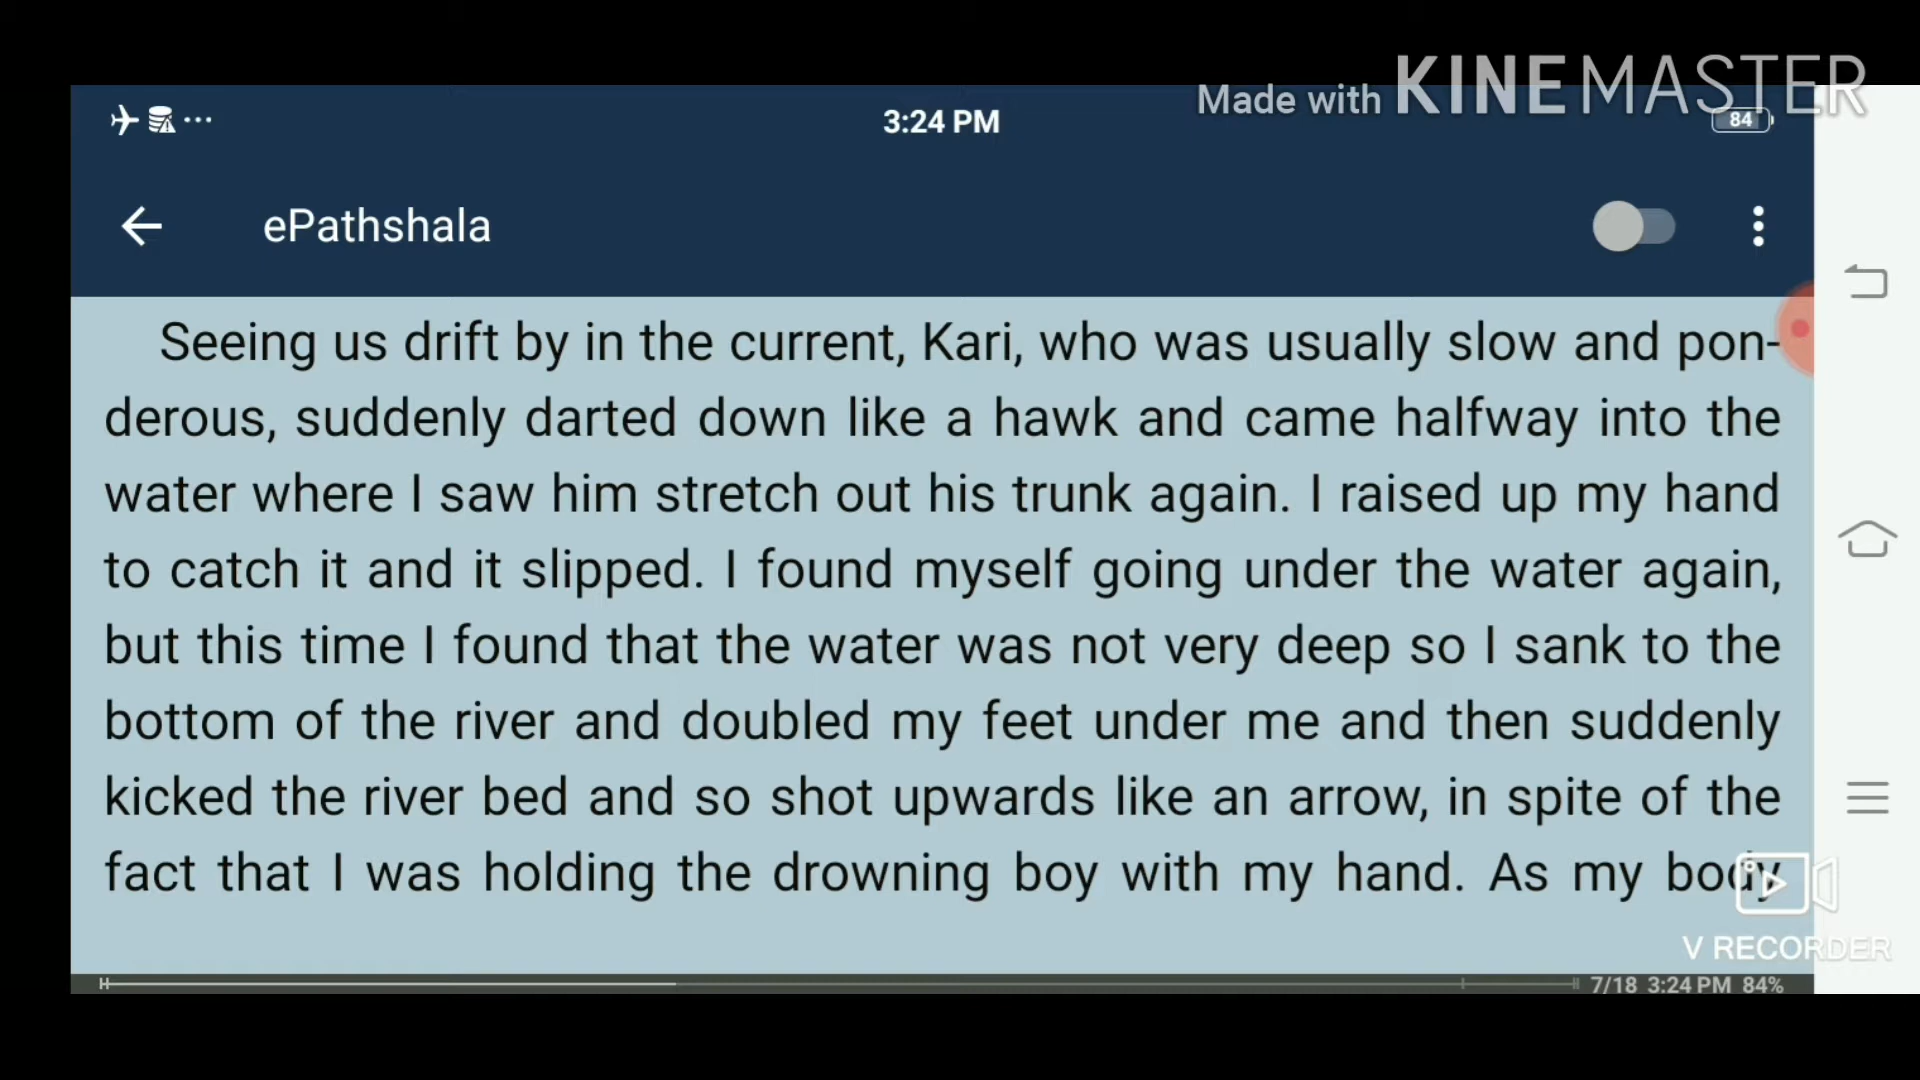 Made with KINEMASTER
3:24 PM
84
ePathshala
Seeing us drift by in the current, Kari, who was usually slow and pon-
derous, suddenly darted down like a hawk and came halfway into the
water where I saw him stretch out his trunk again. I raised up my hand
to catch it and it slipped. I found myself going under the water again,
but this time I found that the water was not very deep so I sank to the
bottom of the river and doubled my feet under me and then suddenly
kicked the river bed and so shot upwards like an arrow, in spite of the
fact that I was holding the drowning boy with my hand. As my body
V RECORDER
7/18 3:24 PM 84%